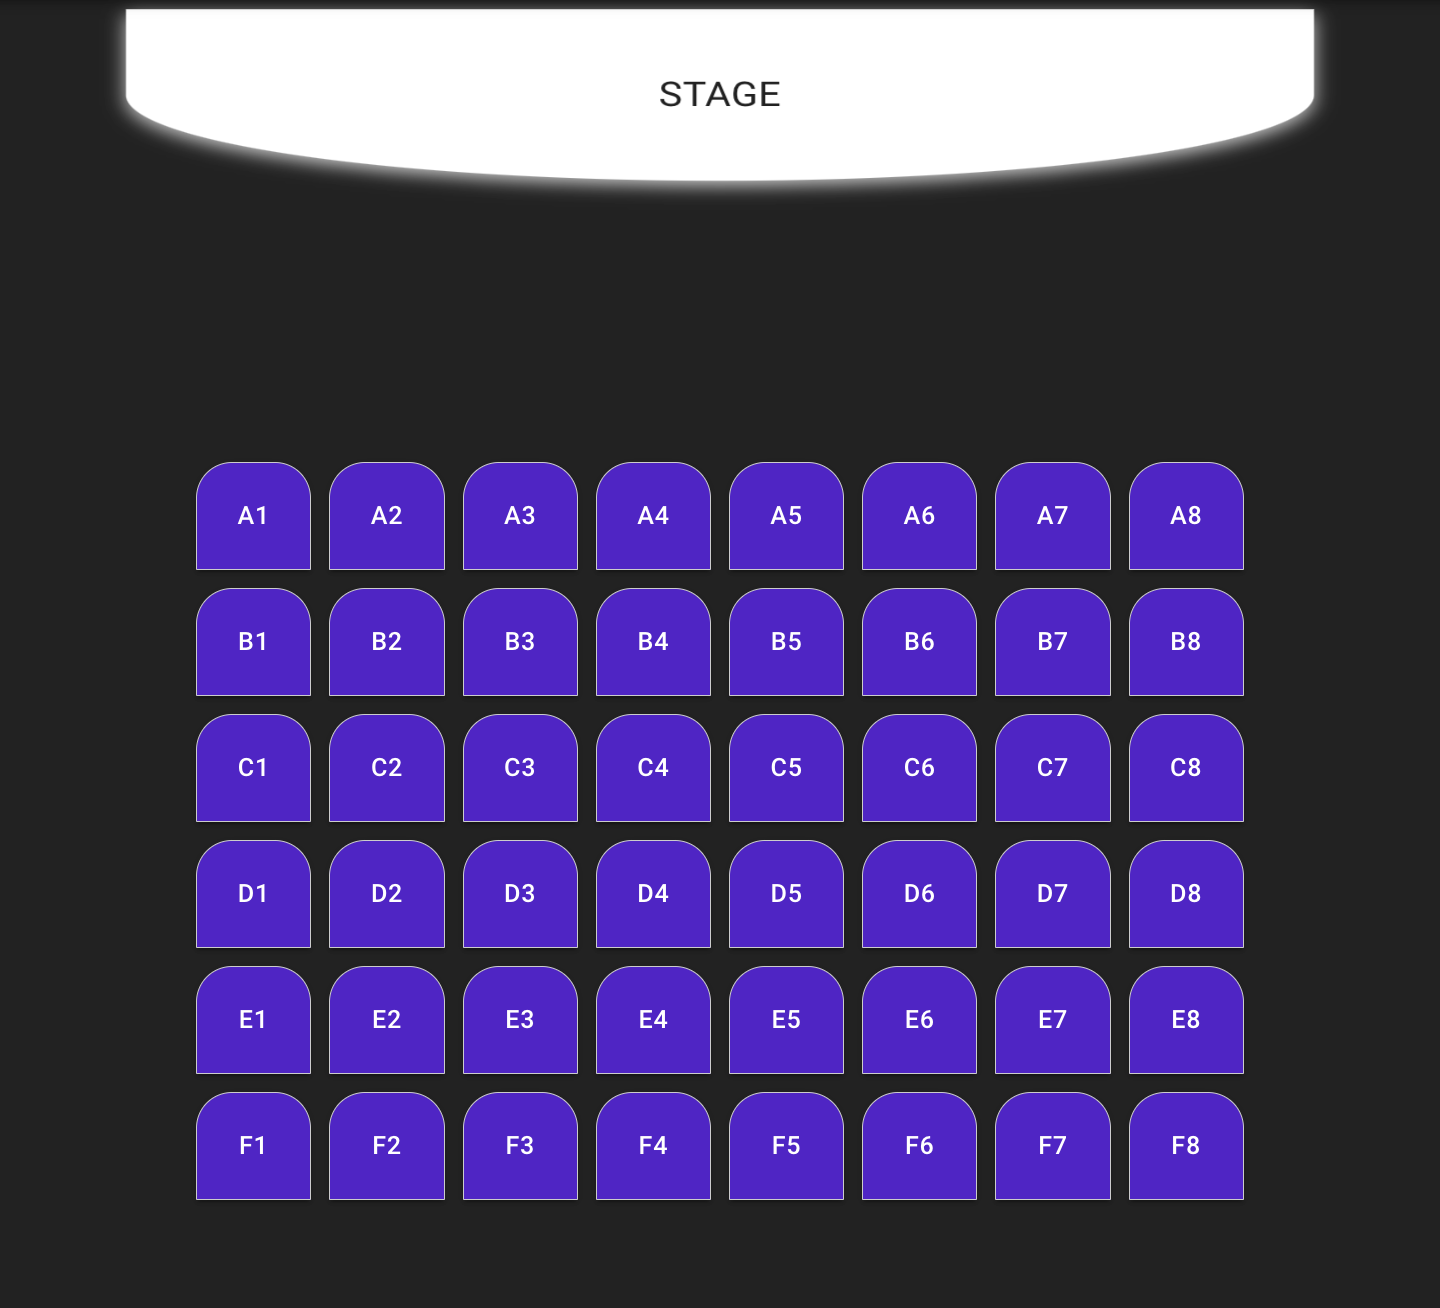 STAGE
A1 A2 A3 A4 A5 A6 A7 A8
B1 B2 B3 B4 B5 B6 B7 B8
C1 C2 C3 C4 C5 C6 C7 C8
D1 D2 D3 D4 D5 D6 D7 D8
E1 E2 E3 E4 E5 E6 E7 E8
F1 F2 F3 F4 F5 F6 F7 F8